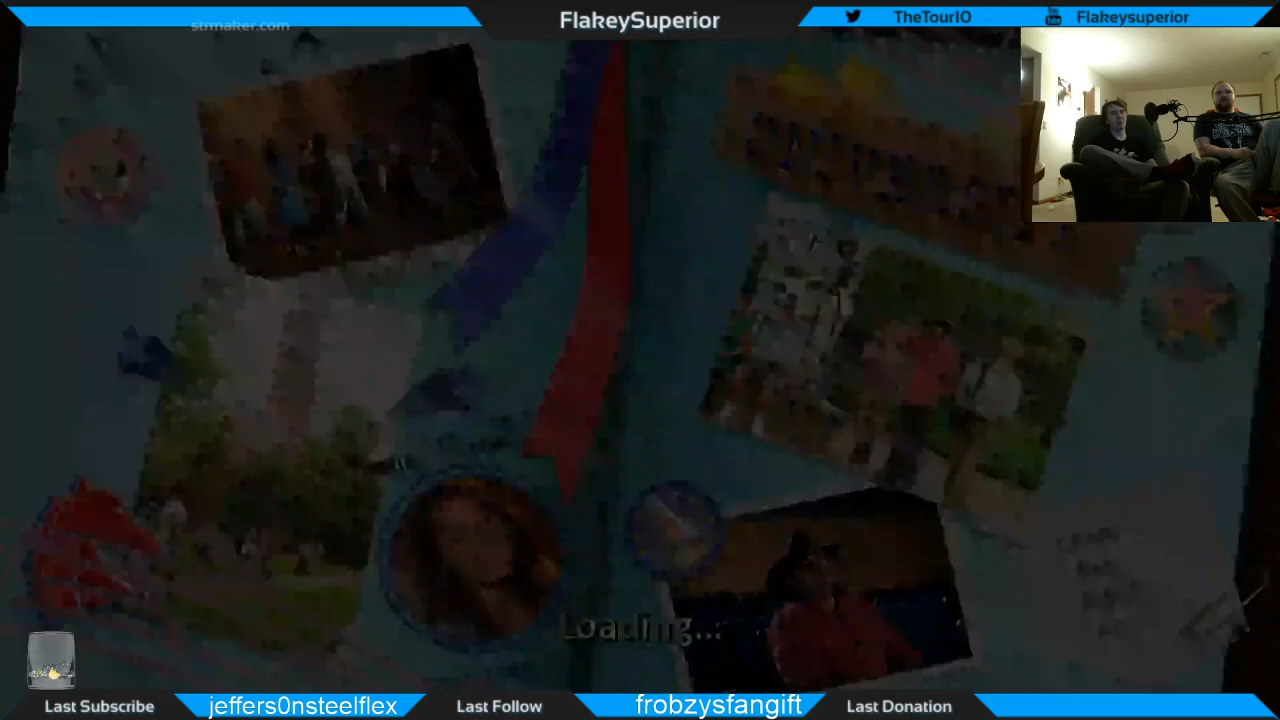 FlakeySuperior
TheTourIO
Flakeysuperior
strmaker.com
Loading...
Last Subscribe
jeffers0nsteelflex
Last Follow
frobzysfangift
Last Donation